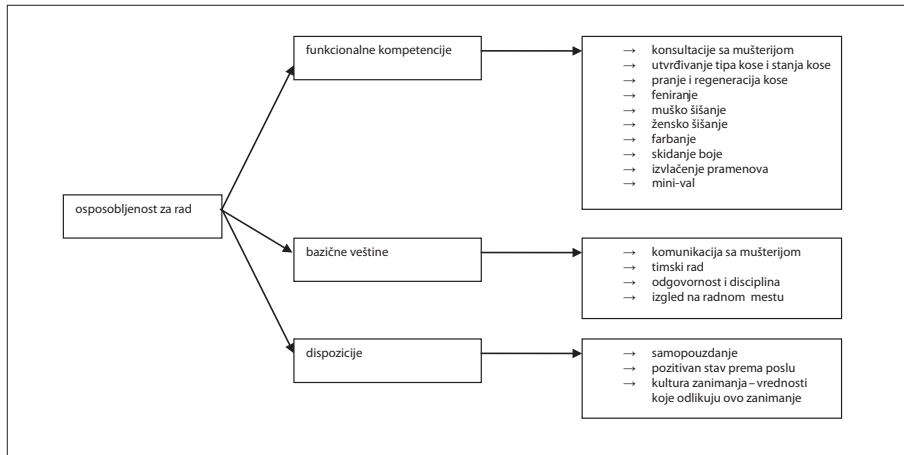 funkcionalne kompetencije
→ konsultacije sa mušterijom
→ utvrđivanje tipa kose i stanja kose
→ pranje i regeneracija kose
→ feniranje
→ muško šišanje
→ žensko šišanje
→ farbanje
→ skidanje boje
→ izvlačenje pramenova
→ mini-val
osposobljenost za rad
bazične veštine
→ komunikacija sa mušterijom
→ timski rad
→ odgovornost i disciplina
→ izgled na radnom mestu
dispozicije
→ samopouzdanje
→ pozitivan stav prema poslu
→ kultura zanimanja – vrednosti
koje odlikuju ovo zanimanje